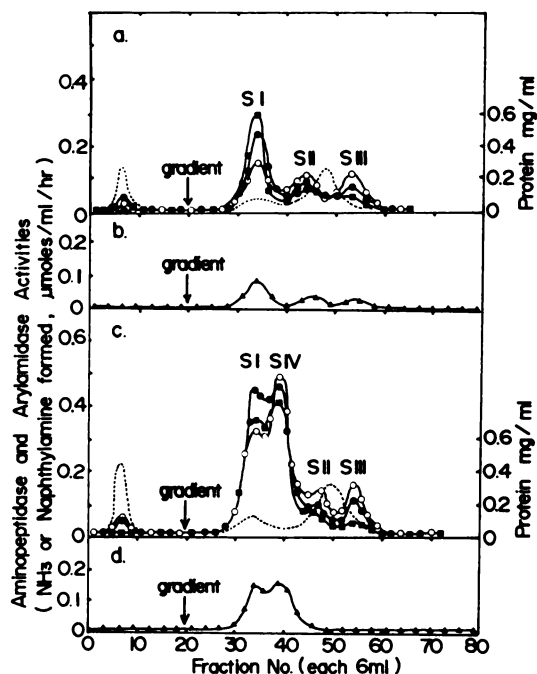 a.
0.4
0.2
0
S I
S II
S III
gradient
0.6
0.4
0.2
0
Protein mg/ml
b.
0.2
0.1
0
gradient
c.
0.6
0.4
0.2
0
S I S IV
S II
S III
gradient
0.6
0.4
0.2
0
Protein mg/ml
d.
0.2
0.1
0
gradient
0 10 20 30 40 50 60 70 80
Fraction No. (each 6ml)
Aminopeptidase and Arylamidase Activities
( NHs or Naphthylamine formed, μmoles/ml/hr)